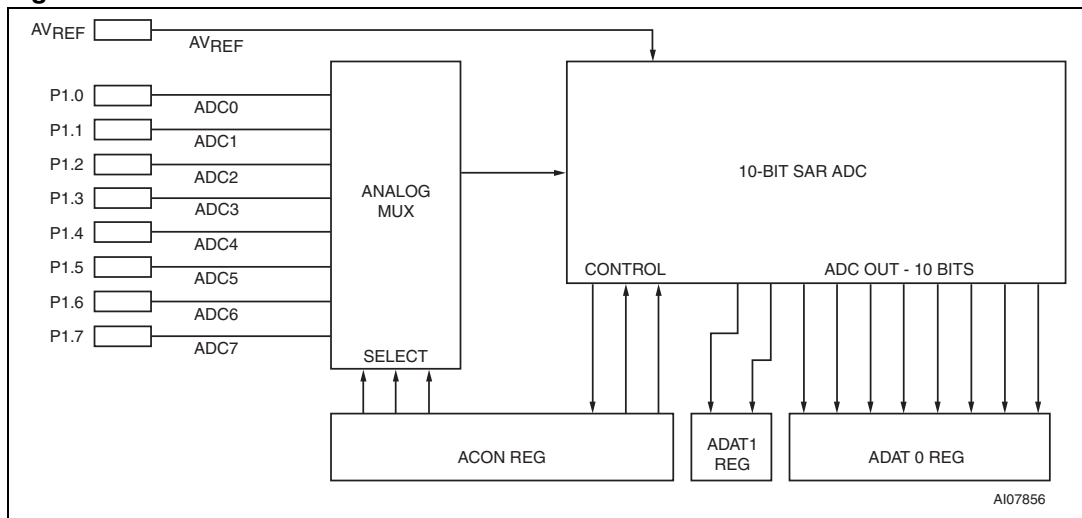 AVREF
AVREF
P1.0
ADC0
P1.1
ADC1
P1.2
ADC2
P1.3
ADC3
P1.4
ADC4
P1.5
ADC5
P1.6
ADC6
P1.7
ADC7
ANALOG
MUX
SELECT
10-BIT SAR ADC
CONTROL
ADC OUT - 10 BITS
ACON REG
ADAT1
REG
ADAT 0 REG
AI07856